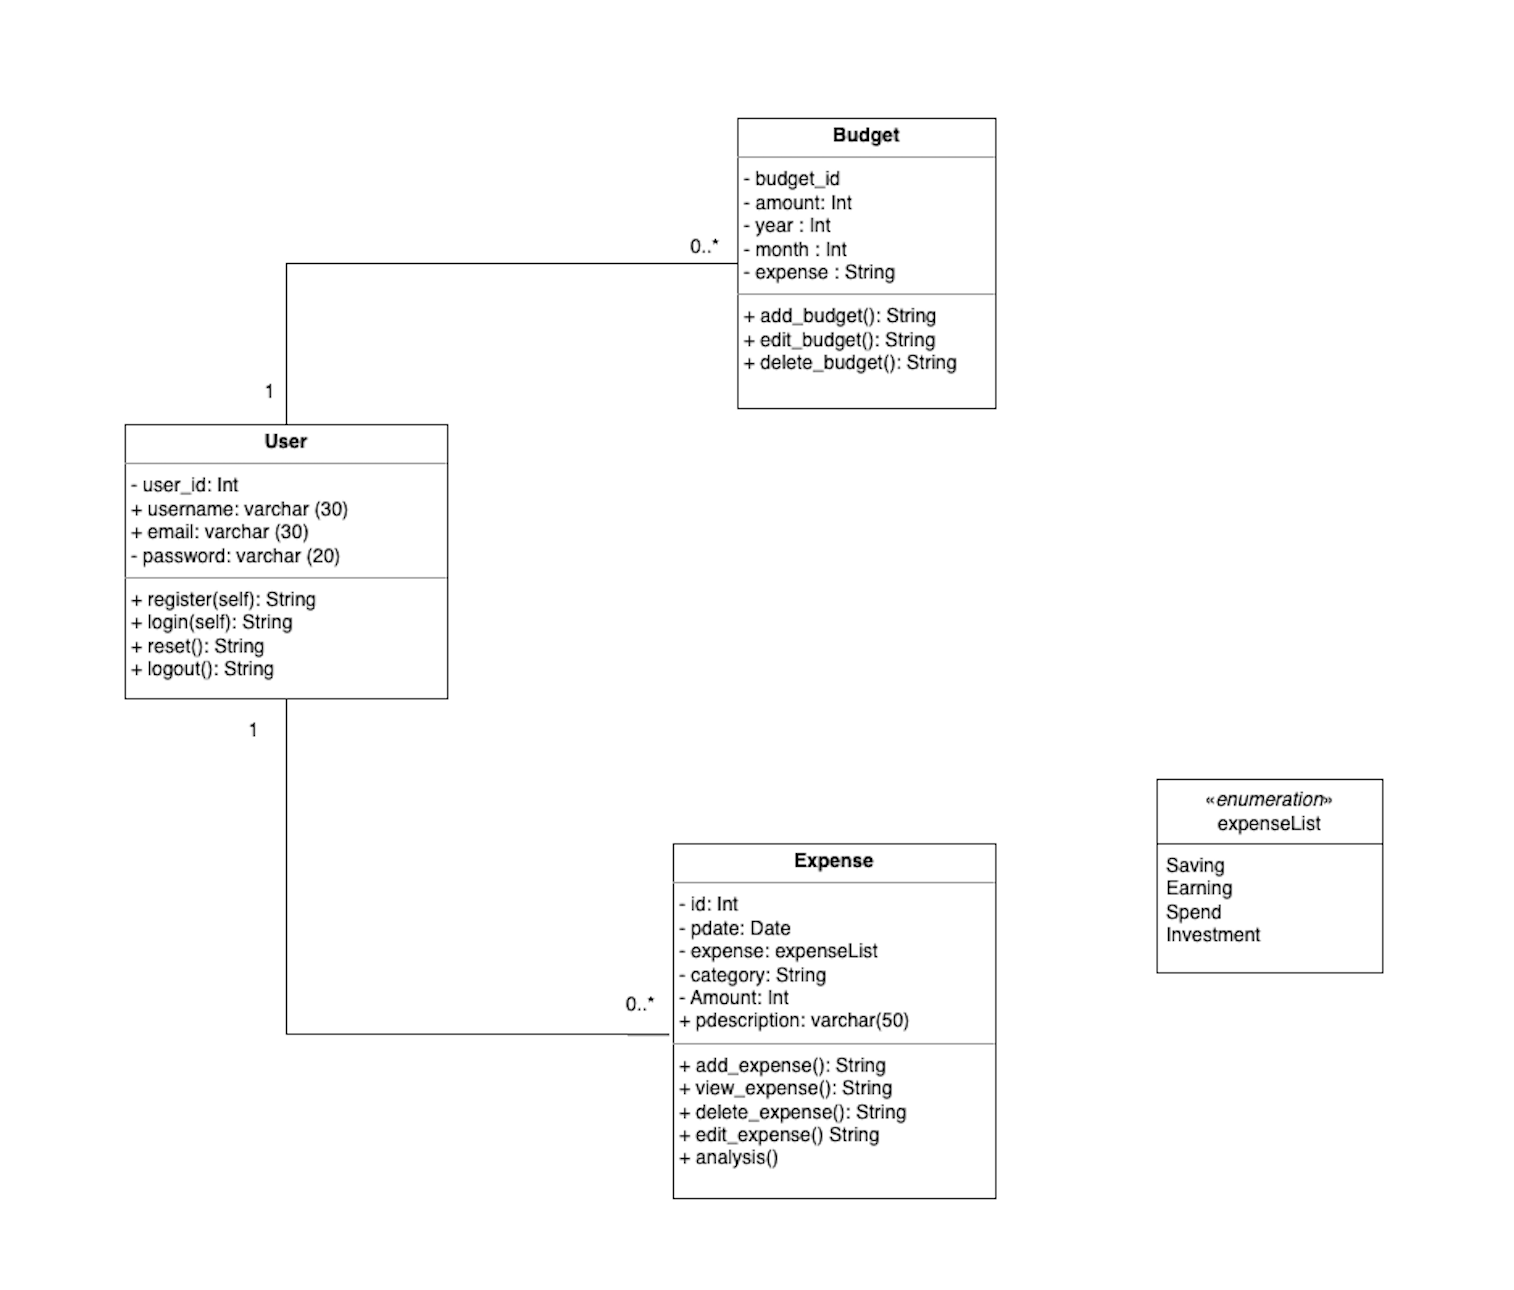 Budget
- budget_id
- amount: Int
- year : Int
- month : Int
- expense : String
+ add_budget(): String
+ edit_budget(): String
+ delete_budget(): String
0..*
1
User
- user_id: Int
+ username: varchar (30)
+ email: varchar (30)
- password: varchar (20)
+ register(self): String
+ login(self): String
+ reset(): String
+ logout(): String
1
0..*
Expense
- id: Int
- pdate: Date
- expense: expenseList
- category: String
- Amount: Int
+ pdescription: varchar(50)
+ add_expense(): String
+ view_expense(): String
+ delete_expense(): String
+ edit_expense() String
+ analysis()
«enumeration»
expenseList
Saving
Earning
Spend
Investment